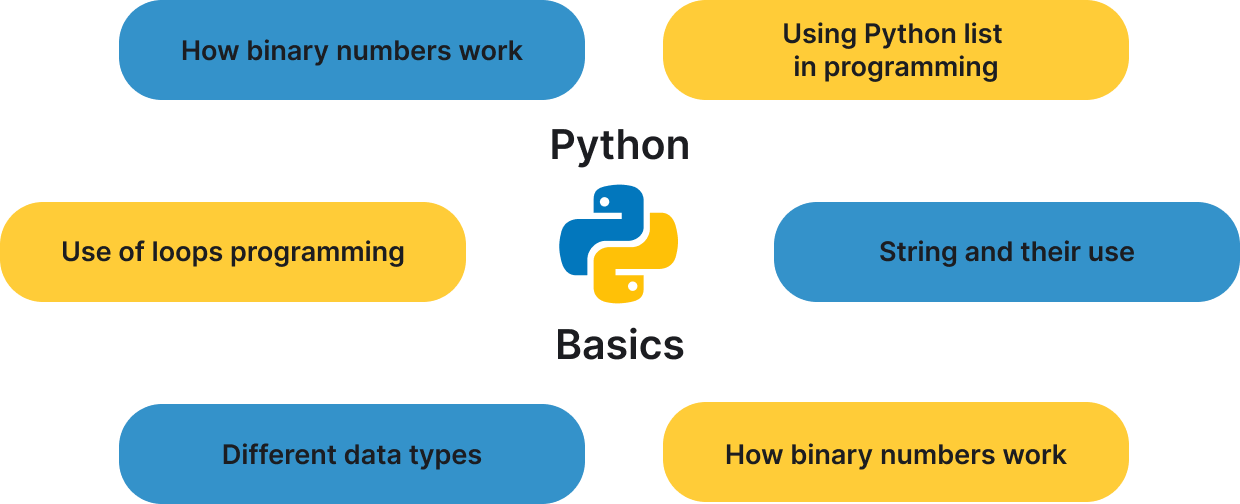 How binary numbers work
Using Python list
in programming
Python
Use of loops programming
String and their use
Basics
Different data types
How binary numbers work